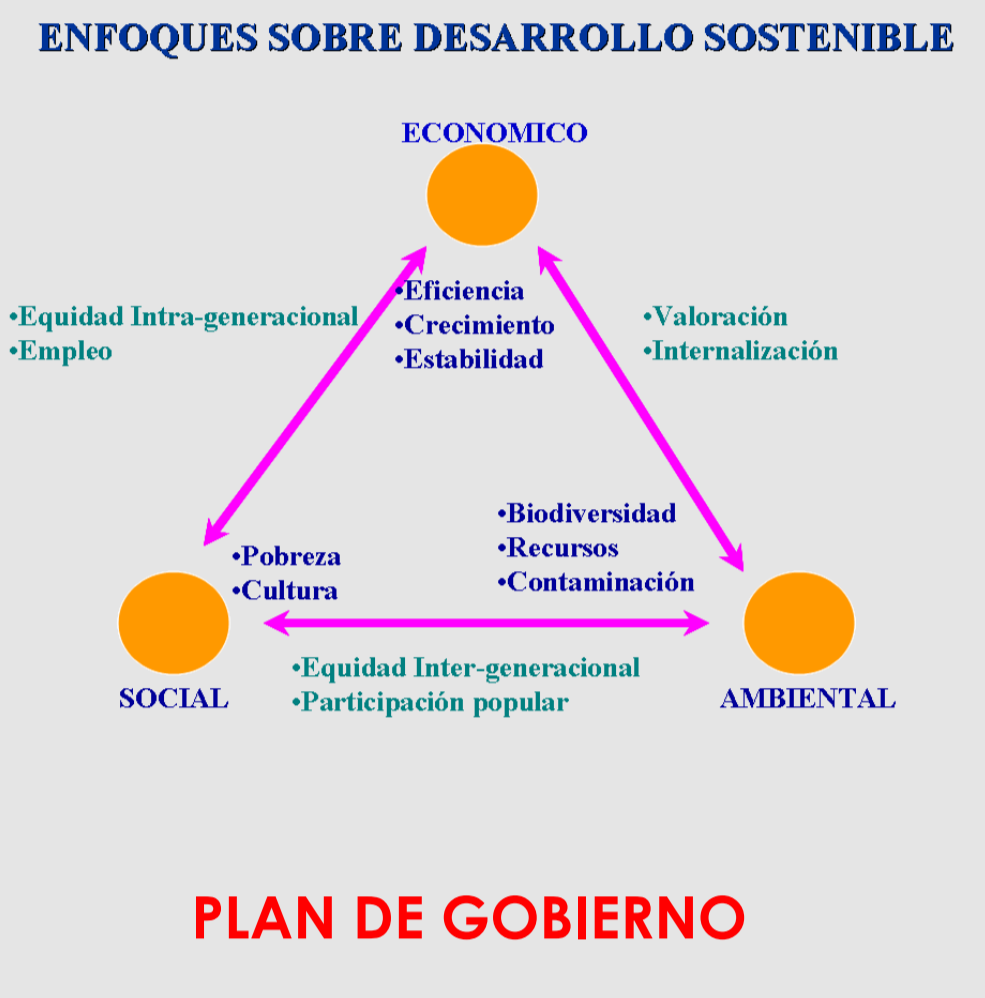 ENFOQUES SOBRE DESARROLLO SOSTENIBLE
ECONOMICO
•Eficiencia
•Crecimiento
•Estabilidad
•Equidad Intra-generacional
•Empleo
•Valoración
•Internalización
•Pobreza
•Cultura
•Biodiversidad
•Recursos
•Contaminación
SOCIAL
•Equidad Inter-generacional
•Participación popular
AMBIENTAL
PLAN DE GOBIERNO